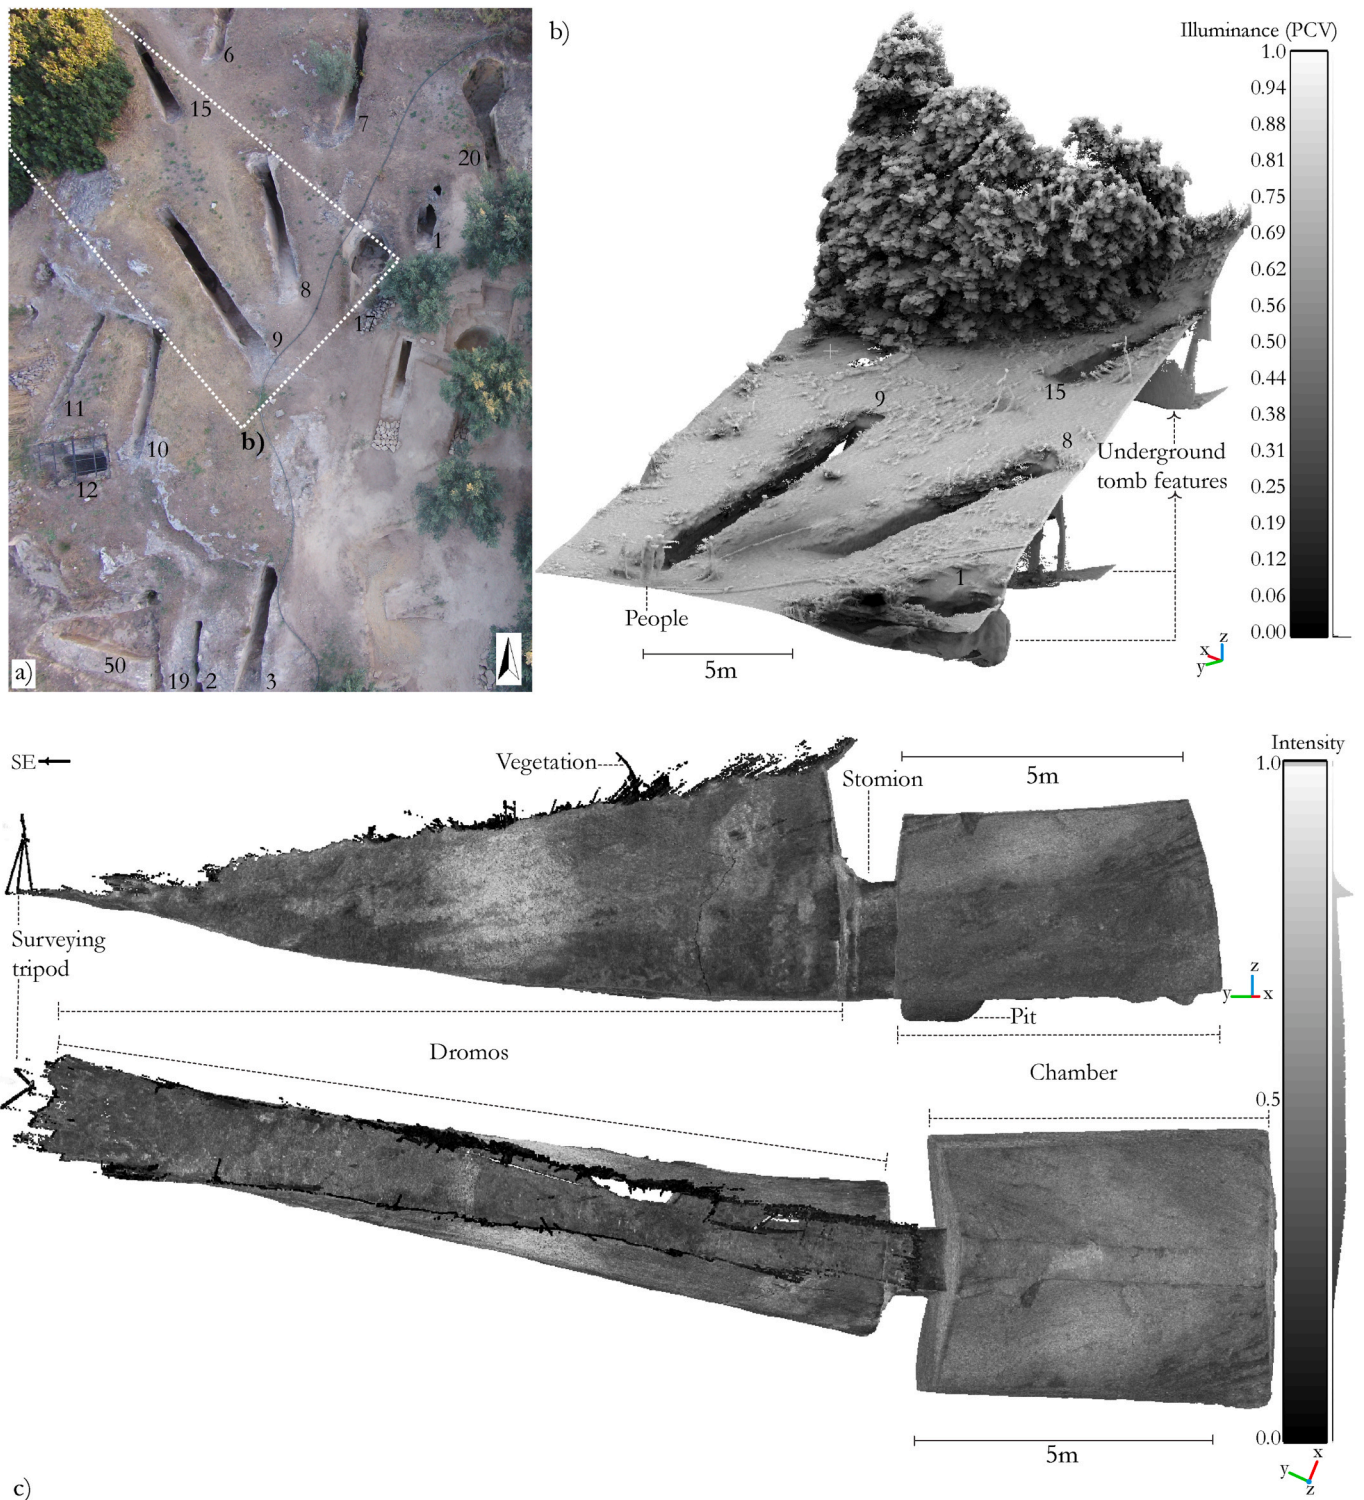 6
15
7
20
1
8
17
9
11
b)
10
12
50
19
2
3
a)
b)
Illuminance (PCV)
1.0
0.94
0.88
0.81
0.75
0.69
0.62
0.56
0.50
0.44
0.38
0.31
0.25
0.19
0.12
0.06
0.00
9
15
8
Underground
tomb features
1
People
5m
z
x
y
SE
Vegetation
5m
Stomion
Intensity
1.0
Surveying
tripod
z
y
x
Pit
Dromos
Chamber
0.5
0.0
5m
x
y
z
c)